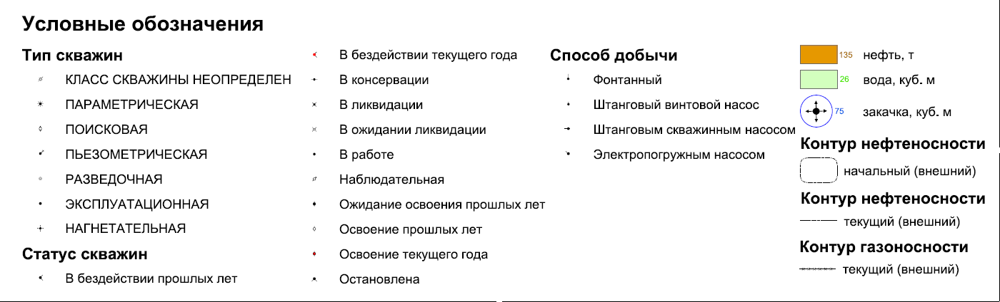 Условные обозначения
Тип скважин
КЛАСС СКВАЖИНЫ НЕОПРЕДЕЛЕН
ПАРАМЕТРИЧЕСКАЯ
ПОИСКОВАЯ
ПЬЕЗОМЕТРИЧЕСКАЯ
РАЗВЕДОЧНАЯ
ЭКСПЛУАТАЦИОННАЯ
НАГНЕТАТЕЛЬНАЯ
Статус скважин
В бездействии прошлых лет
В бездействии текущего года
В консервации
В ликвидации
В ожидании ликвидации
В работе
Наблюдательная
Ожидание освоения прошлых лет
Освоение прошлых лет
Освоение текущего года
Остановлена
Способ добычи
Фонтанный
Штанговый винтовой насос
Штанговым скважинным насосом
Электропогружным насосом
135 нефть, т
26 вода, куб. м
75 закачка, куб. м
Контур нефтеносности
начальный (внешний)
Контур нефтеносности
текущий (внешний)
Контур газоносности
текущий (внешний)